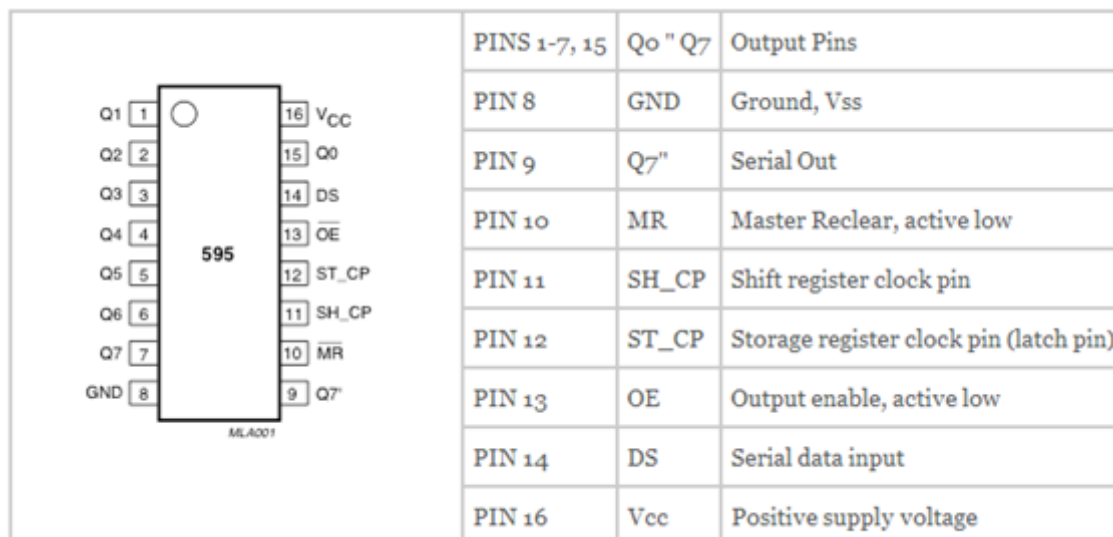 Q1 1 16 VCC
Q2 2 15 Q0
Q3 3 14 DS
Q4 4 13 OE
595
Q5 5 12 ST_CP
Q6 6 11 SH_CP
Q7 7 10 MR
GND 8 9 Q7'
MLA001
PINS 1-7, 15 Q0 " Q7 Output Pins
PIN 8 GND Ground, Vss
PIN 9 Q7" Serial Out
PIN 10 MR Master Reclear, active low
PIN 11 SH_CP Shift register clock pin
PIN 12 ST_CP Storage register clock pin (latch pin)
PIN 13 OE Output enable, active low
PIN 14 DS Serial data input
PIN 16 Vcc Positive supply voltage